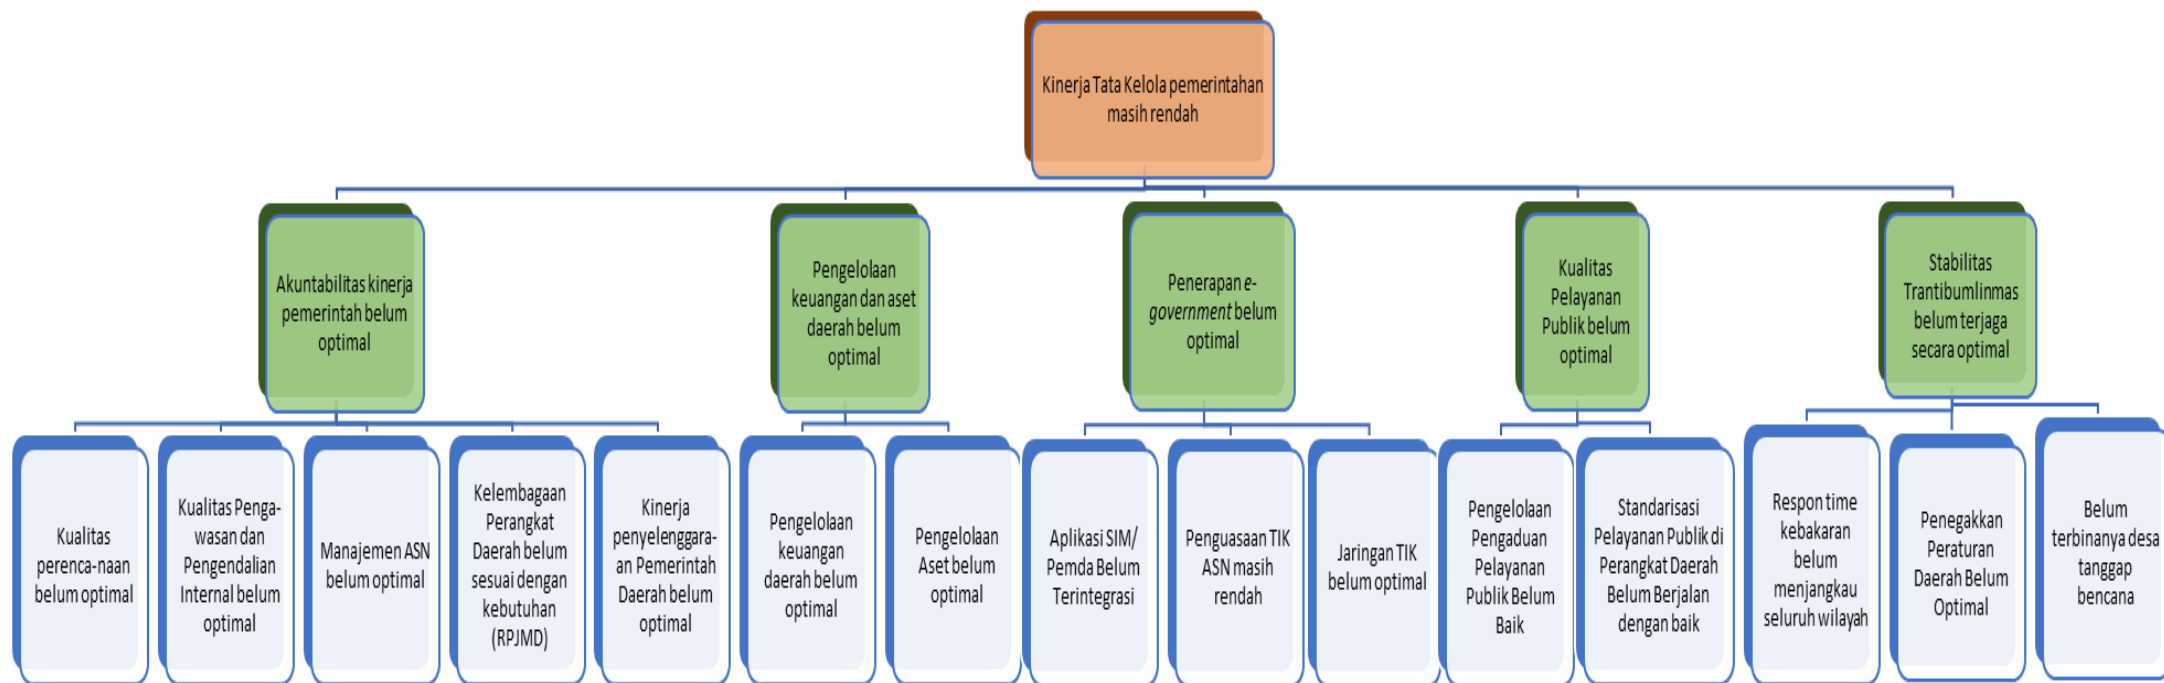 Kinerja Tata Kelola pemerintahan
masih rendah
Akuntabilitas kinerja
pemerintah belum
optimal
Pengelolaan
keuangan dan aset
daerah belum
optimal
Penerapan e-
government belum
optimal
Kualitas
Pelayanan
Publik belum
optimal
Stabilitas
Trantibumlinmas
belum terjaga
secara optimal
Kualitas
perenca-naan
belum optimal
Kualitas Penga-
wasan dan
Pengendalian
Internal belum
optimal
Manajemen ASN
belum optimal
Kelembagaan
Perangkat
Daerah belum
sesuai dengan
kebutuhan
(RPJMD)
Kinerja
penyelenggara-
an Pemerintah
Daerah belum
optimal
Pengelolaan
keuangan
daerah belum
optimal
Pengelolaan
Aset belum
optimal
Aplikasi SIM/
Pemda Belum
Terintegrasi
Penguasaan TIK
ASN masih
rendah
Jaringan TIK
belum optimal
Pengelolaan
Pengaduan
Pelayanan
Publik Belum
Baik
Standarisasi
Pelayanan Publik di
Perangkat Daerah
Belum Berjalan
dengan baik
Respon time
kebakaran
belum
menjangkau
seluruh wilayah
Penegakkan
Peraturan
Daerah Belum
Optimal
Belum
terbinanya desa
tanggap
bencana